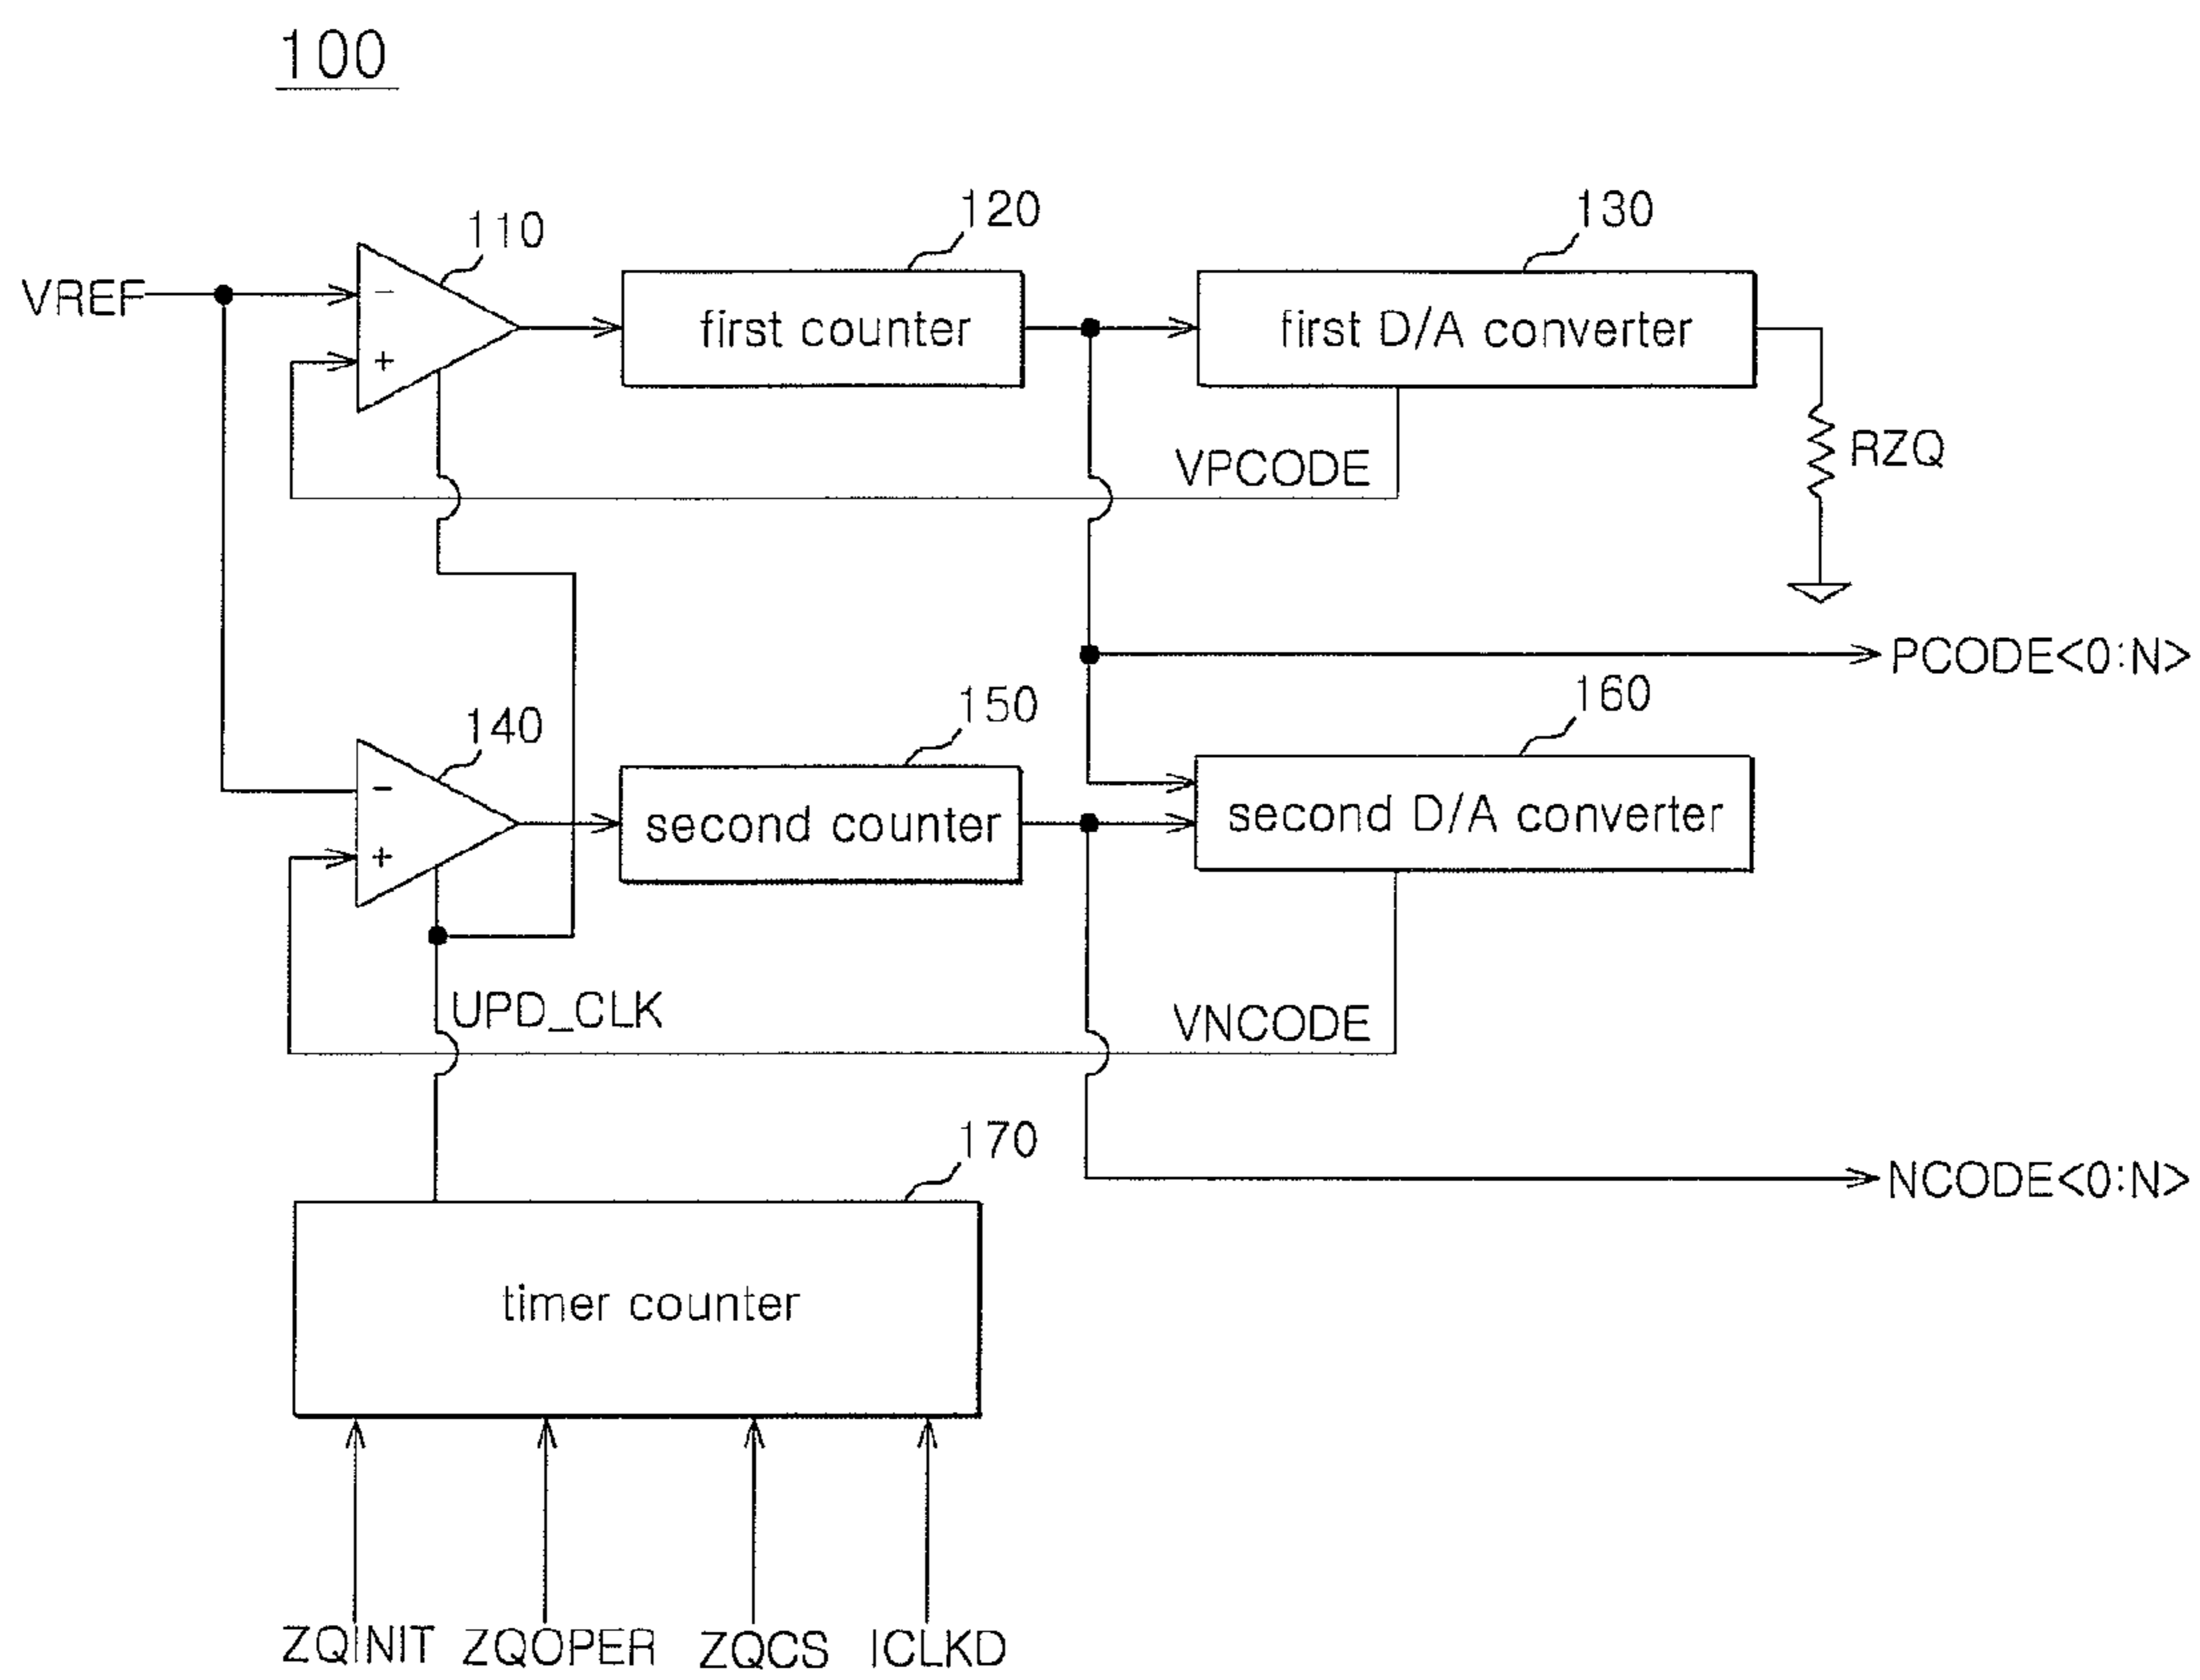 100
110
120
130
VREF
−
+
first counter
first D/A converter
VPCODE
RZQ
PCODE<0:N>
140
150
160
−
+
second counter
second D/A converter
UPD_CLK
VNCODE
170
NCODE<0:N>
timer counter
ZQINIT ZQOPER ZQCS ICLKD